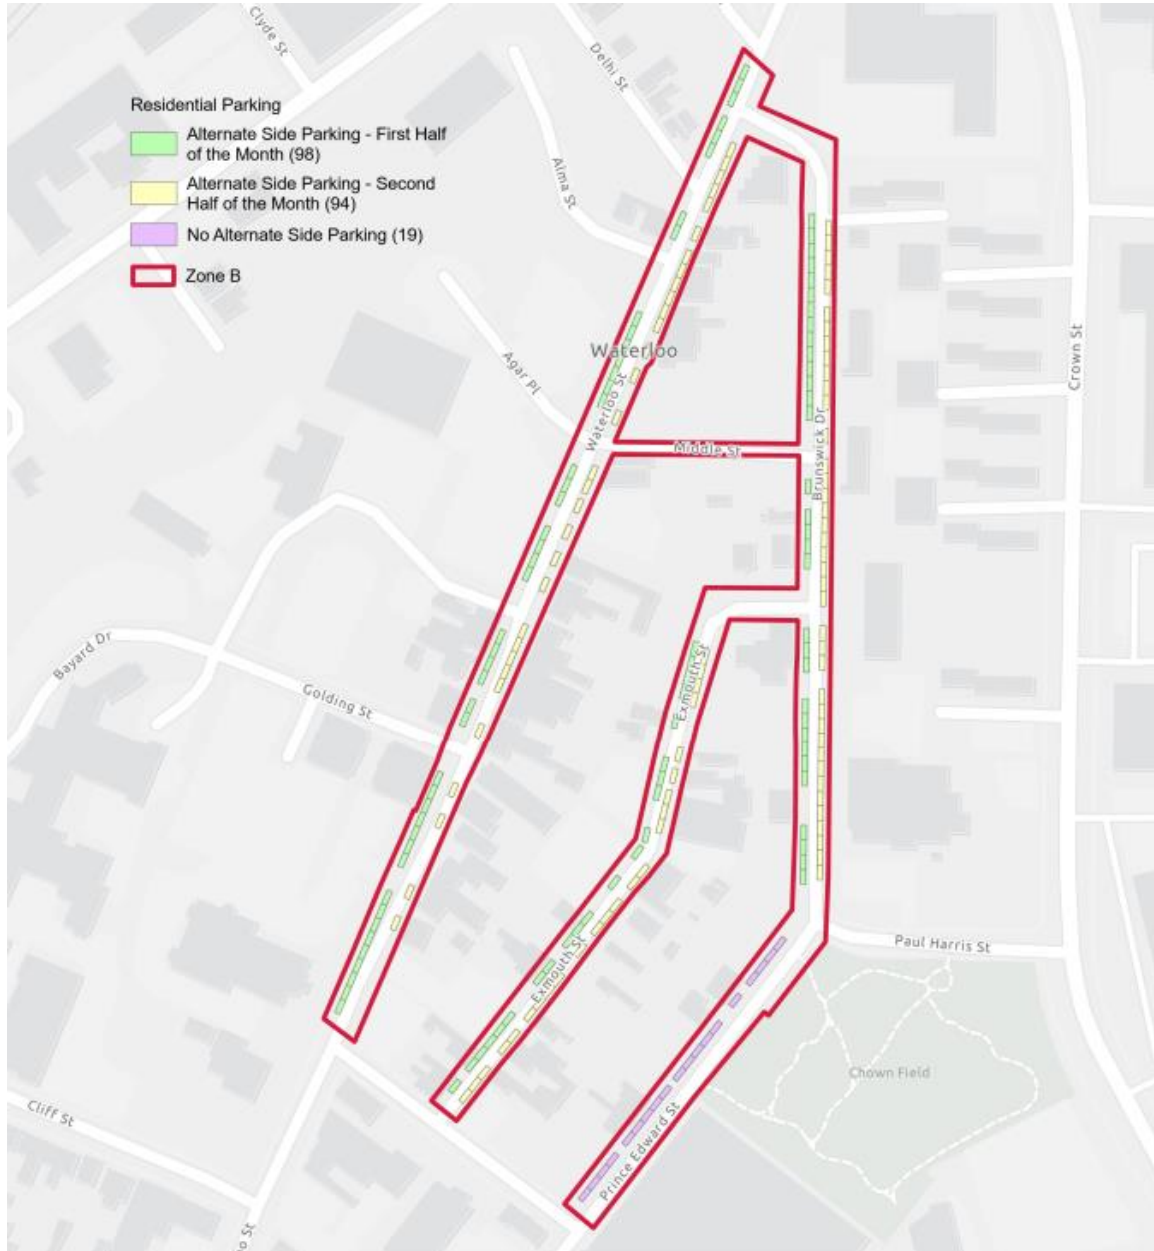 Clyde St
Delhi St
Residential Parking
Alternate Side Parking - First Half
of the Month (98)
Alternate Side Parking - Second
Half of the Month (94)
No Alternate Side Parking (19)
Zone B
Alma St
Waterloo
Agar Pl
Crown St
Waterloo St
Middle St
Brunswick Dr
Bayard Dr
Golding St
Exmouth St
Paul Harris St
Exmouth St
Chown Field
Cliff St
Prince Edward St
o St